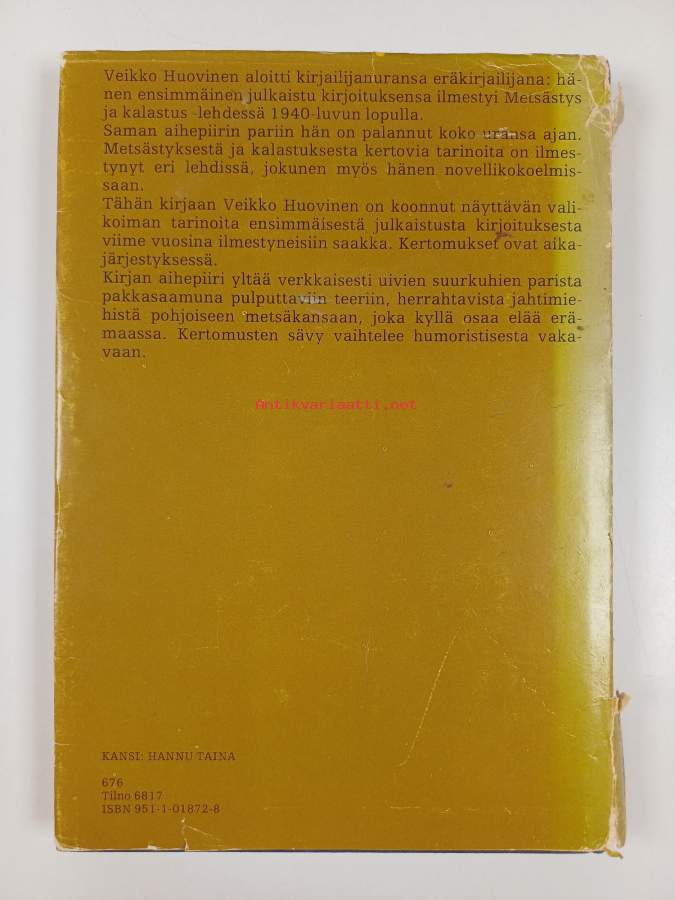 Veikko Huovinen aloitti kirjailijanuransa eräkirjailijana: hä-
nen ensimmäinen julkaistu kirjoituksensa ilmestyi Metsästys
ja kalastus -lehdessä 1940-luvun lopulla.
Saman aihepiirin pariin hän on palannut koko uransa ajan.
Metsästyksestä ja kalastuksesta kertovia tarinoita on ilmes-
tynyt eri lehdissä, jokunen myös hänen novellikokoelmis-
saan.
Tähän kirjaan Veikko Huovinen on koonnut näyttävän vali-
koiman tarinoita ensimmäisestä julkaistusta kirjoituksesta
viime vuosina ilmestyneisiin saakka. Kertomukset ovat aika-
järjestyksessä.
Kirjan aihepiiri yltää verkkaisesti uivien suurkuhien parista
pakkasaamuna pulputtaviin teeriin, herrahtavista jahtimie-
histä pohjoiseen metsäkansaan, joka kyllä osaa elää erä-
maassa. Kertomusten sävy vaihtelee humoristisesta vaka-
vaan.
Antikvariaatti.net
KANSI: HANNU TAINA
676
Tilno 6817
ISBN 951-1-01872-8